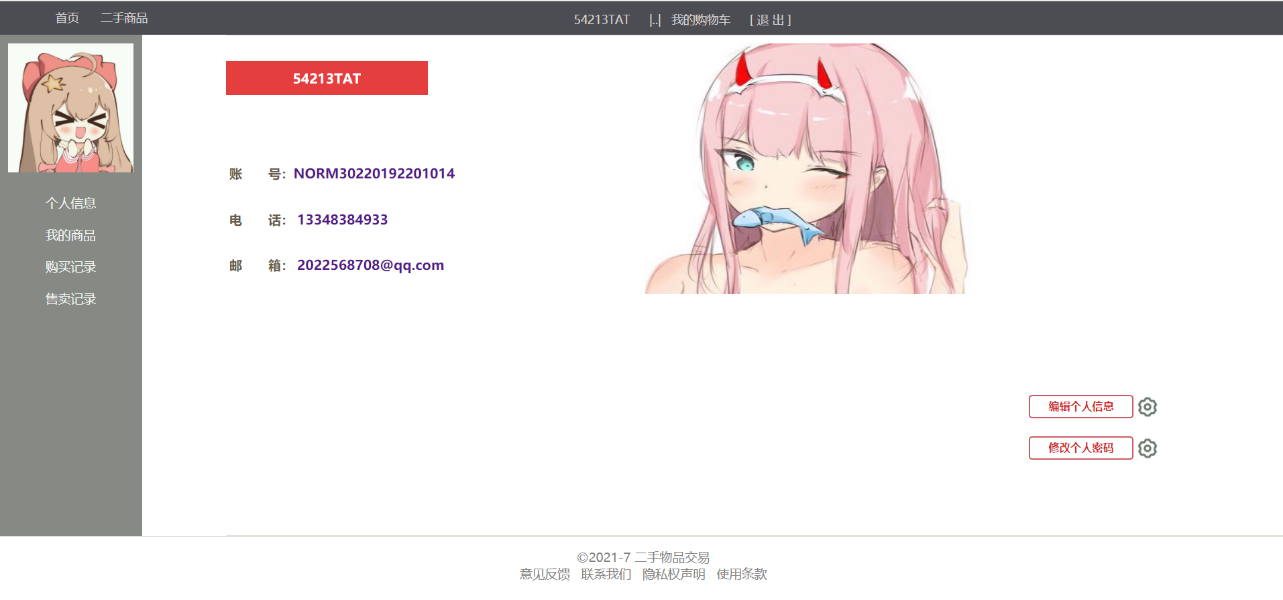 首页 二手商品 54213TAT |..| 我的购物车 [ 退 出 ]
54213TAT
账 号: NORM30220192201014
电 话: 13348384933
邮 箱: 2022568708@qq.com
个人信息
我的商品
购买记录
售卖记录
编辑个人信息
修改个人密码
©2021-7 二手物品交易
意见反馈 联系我们 隐私权声明 使用条款